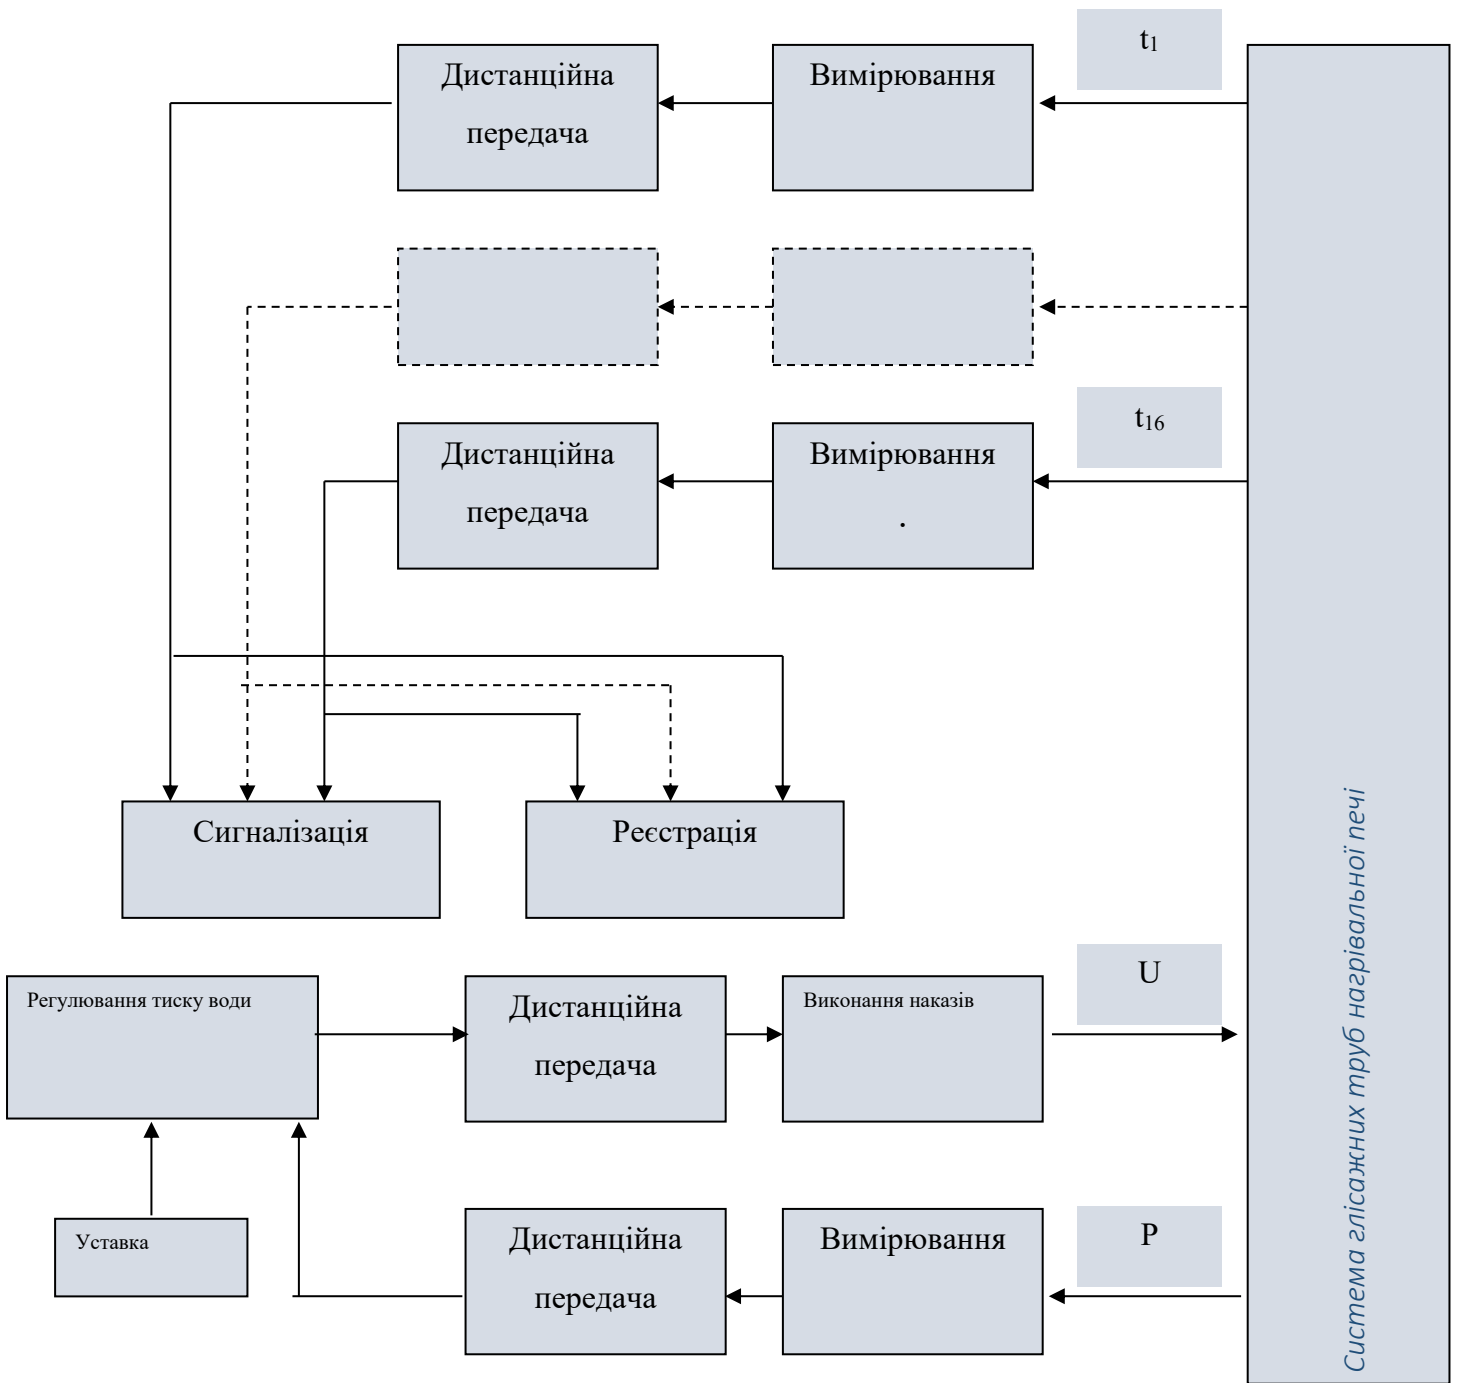 t₁
Дистанційна
передача
Вимірювання
t₁₆
Дистанційна
передача
Вимірювання
.
Сигналізація
Реєстрація
U
Регулювання тиску води
Дистанційна
передача
Виконання наказів
P
Уставка
Дистанційна
передача
Вимірювання
Система глісажних труб нагрівальної печі